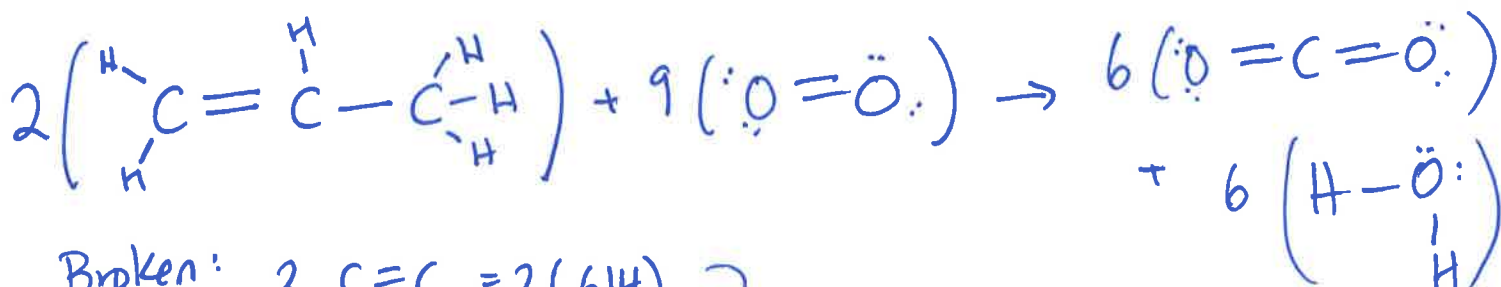 2(H₂C=CH-CH₃) + 9(:Ö=Ö:) → 6(:Ö=C=Ö:)
+ 6(H-Ö:-H)
Broken: 2 C=C = 2(614)